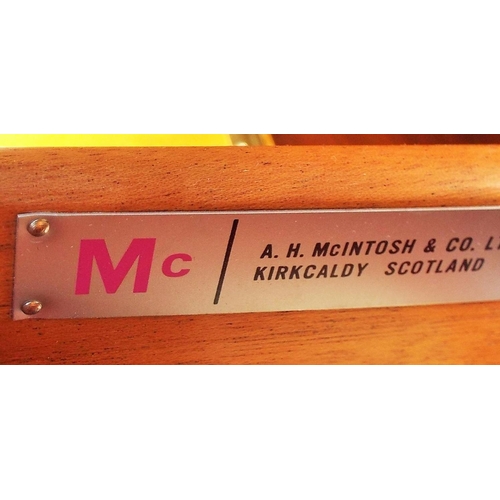 Mc
A. H. McINTOSH & CO. L
KIRKCALDY SCOTLAND